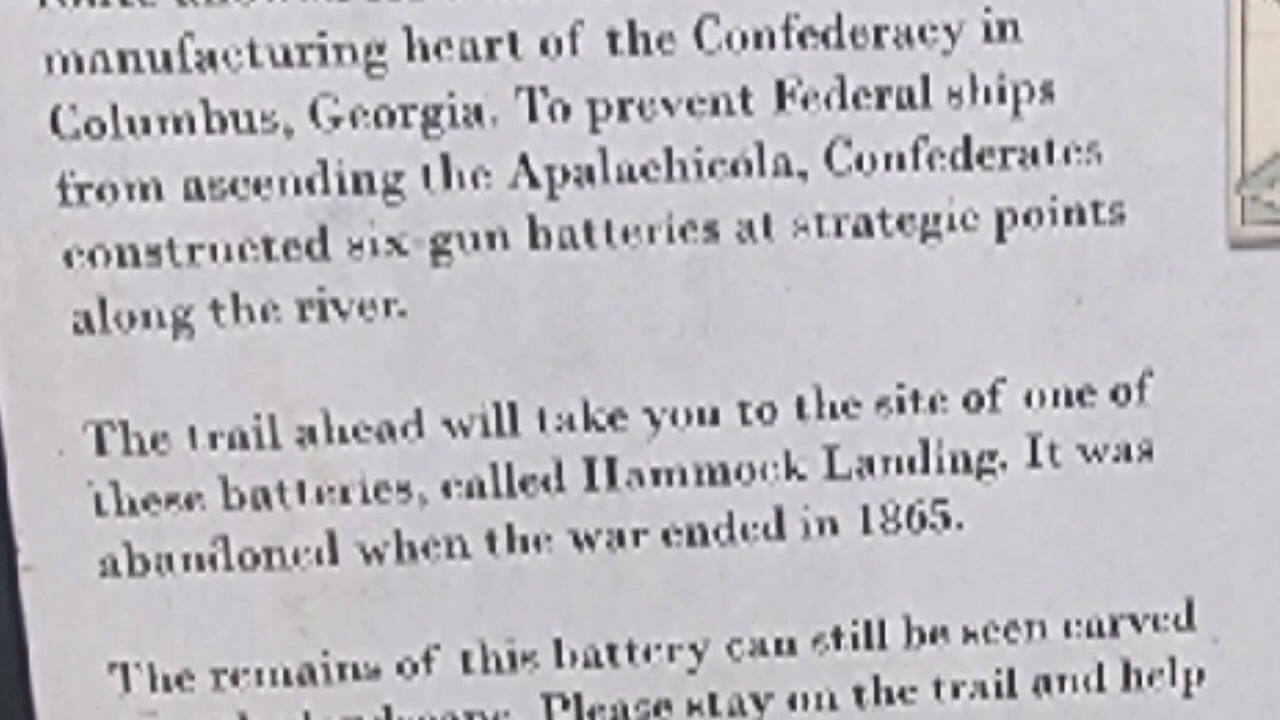 manufacturing heart of the Confederacy in
Columbus, Georgia. To prevent Federal ships
from ascending the Apalachicola, Confederates
constructed six gun batteries at strategic points
along the river.
The trail ahead will take you to the site of one of
these batteries, called Hammock Landing. It was
abandoned when the war ended in 1865.
The remains of this battery can still be seen carved
Please stay on the trail and help